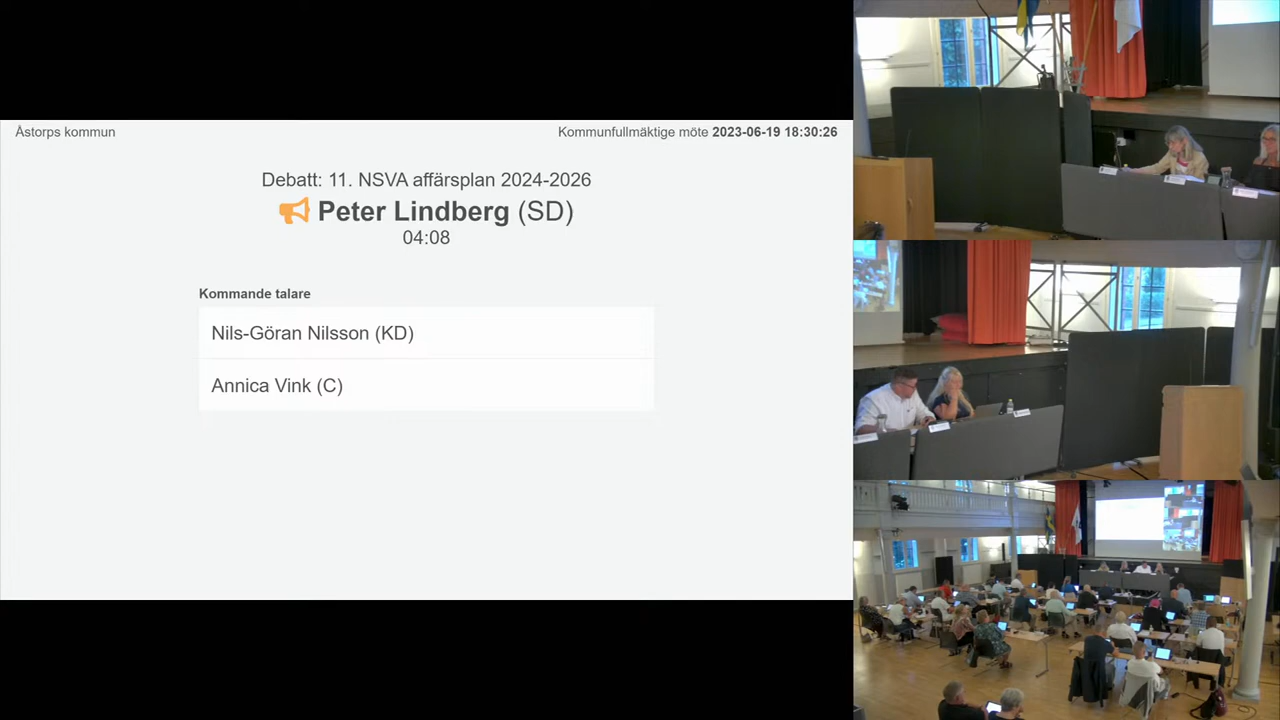 Åstorps kommun
Kommunfullmäktige möte 2023-06-19 18:30:26
Debatt: 11. NSVA affärsplan 2024-2026
Peter Lindberg (SD)
04:08
Kommande talare
Nils-Göran Nilsson (KD)
Annica Vink (C)